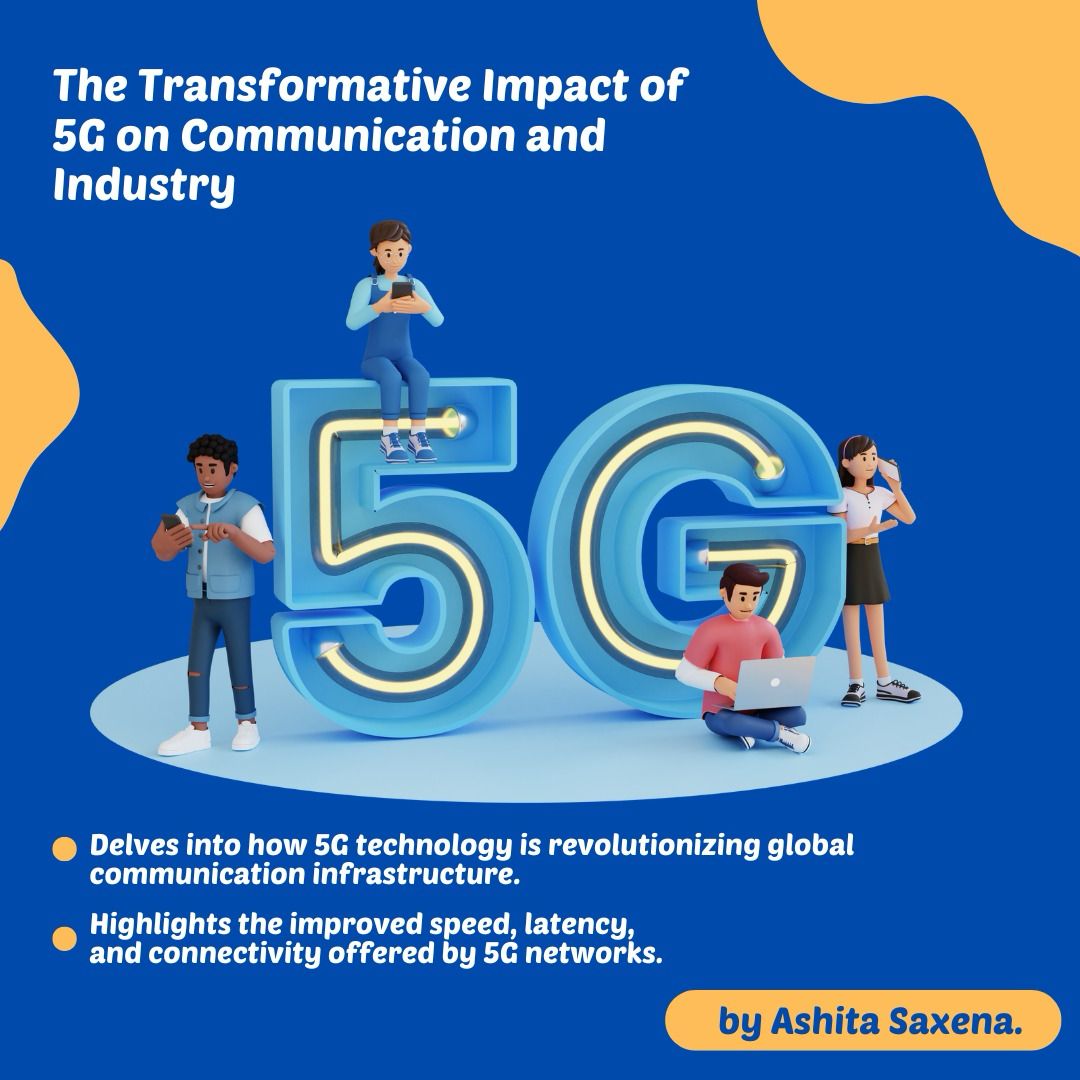 The Transformative Impact of
5G on Communication and
Industry
5G
Delves into how 5G technology is revolutionizing global
communication infrastructure.
Highlights the improved speed, latency,
and connectivity offered by 5G networks.
by Ashita Saxena.